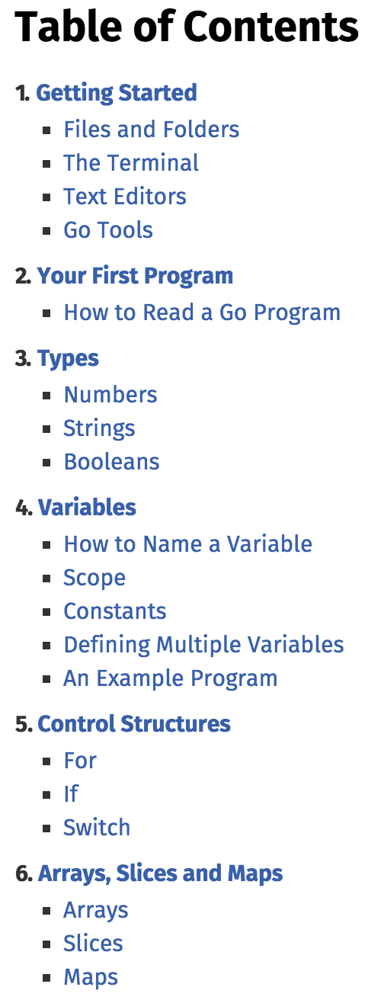 Table of Contents
1. Getting Started
▪ Files and Folders
▪ The Terminal
▪ Text Editors
▪ Go Tools
2. Your First Program
▪ How to Read a Go Program
3. Types
▪ Numbers
▪ Strings
▪ Booleans
4. Variables
▪ How to Name a Variable
▪ Scope
▪ Constants
▪ Defining Multiple Variables
▪ An Example Program
5. Control Structures
▪ For
▪ If
▪ Switch
6. Arrays, Slices and Maps
▪ Arrays
▪ Slices
▪ Maps